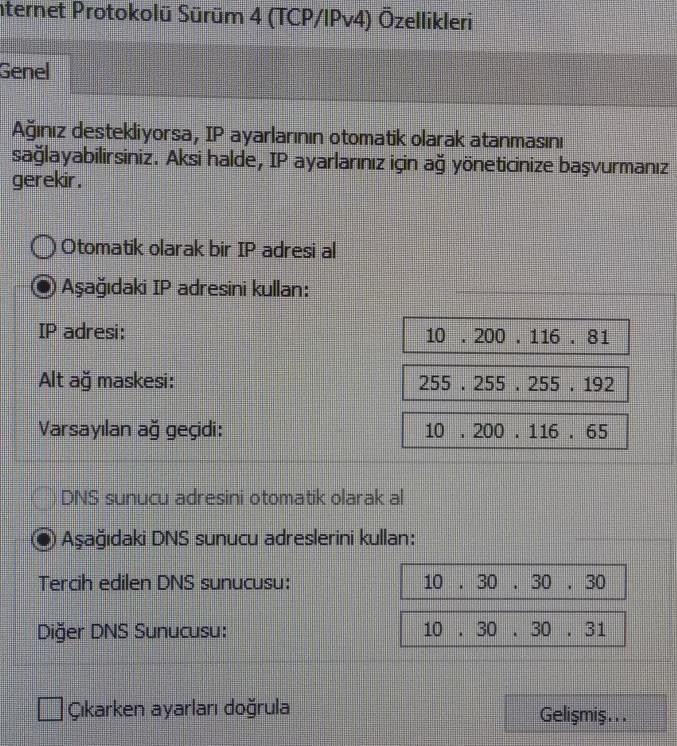 nternet Protokolü Sürüm 4 (TCP/IPv4) Özellikleri
Genel
Ağınız destekliyorsa, IP ayarlarının otomatik olarak atanmasını
sağlayabilirsiniz. Aksi halde, IP ayarlarınız için ağ yöneticinize başvurmanız
gerekir.
Otomatik olarak bir IP adresi al
Aşağıdaki IP adresini kullan:
IP adresi: 10 . 200 . 116 . 81
Alt ağ maskesi: 255 . 255 . 255 . 192
Varsayılan ağ geçidi: 10 . 200 . 116 . 65
DNS sunucu adresini otomatik olarak al
Aşağıdaki DNS sunucu adreslerini kullan:
Tercih edilen DNS sunucusu: 10 . 30 . 30 . 30
Diğer DNS Sunucusu: 10 . 30 . 30 . 31
Çıkarken ayarları doğrula
Gelişmiş...